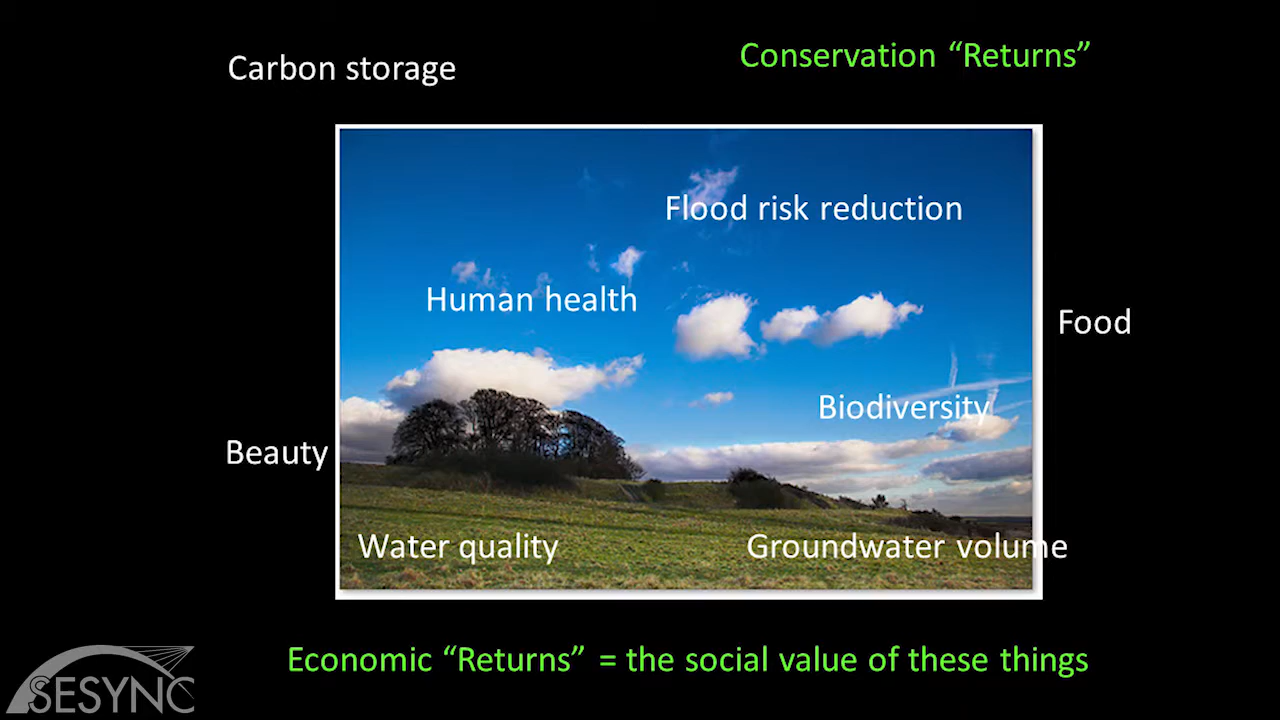 Carbon storage
Conservation “Returns”
Flood risk reduction
Human health
Food
Biodiversity
Beauty
Water quality
Groundwater volume
Economic “Returns” = the social value of these things
SESYNC